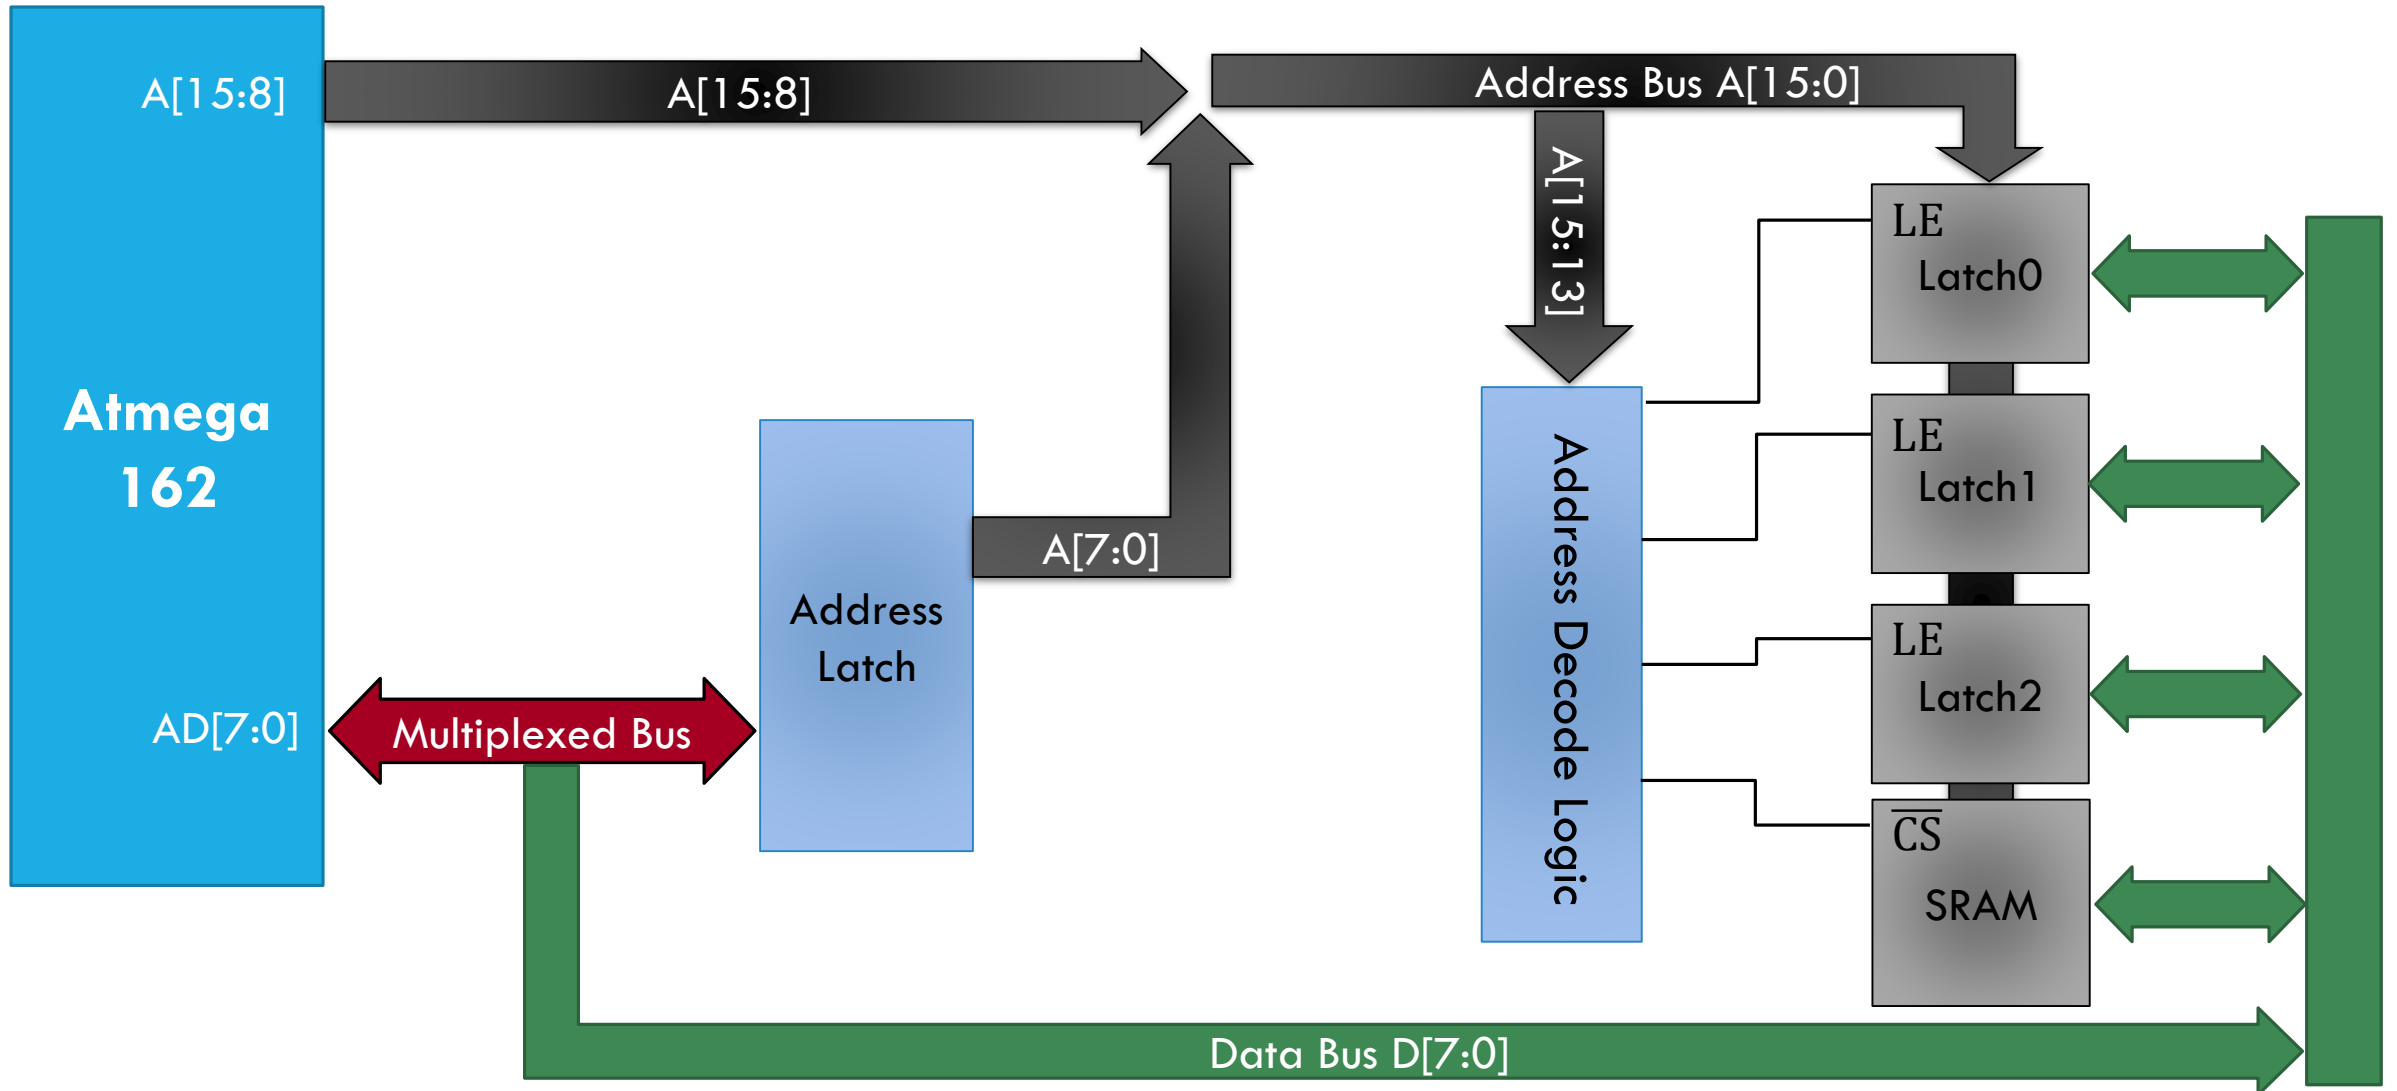 A[15:8]
A[15:8]
Address Bus A[15:0]
A[15:13]
LE
Latch0
Atmega
162
LE
Latch1
A[7:0]
Address Decode Logic
Address
Latch
LE
Latch2
AD[7:0]
Multiplexed Bus
C̅S̅
SRAM
Data Bus D[7:0]